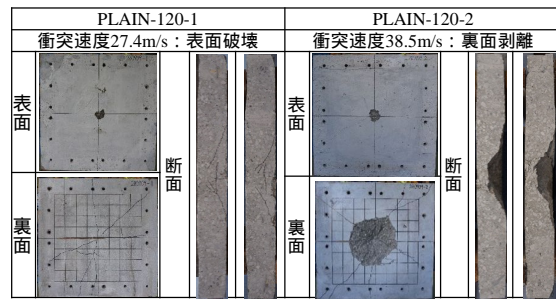 PLAIN-120-1
PLAIN-120-2
衝突速度27.4m/s：表面破壊
衝突速度38.5m/s：裏面剥離
表面
裏面
断面
表面
裏面
断面